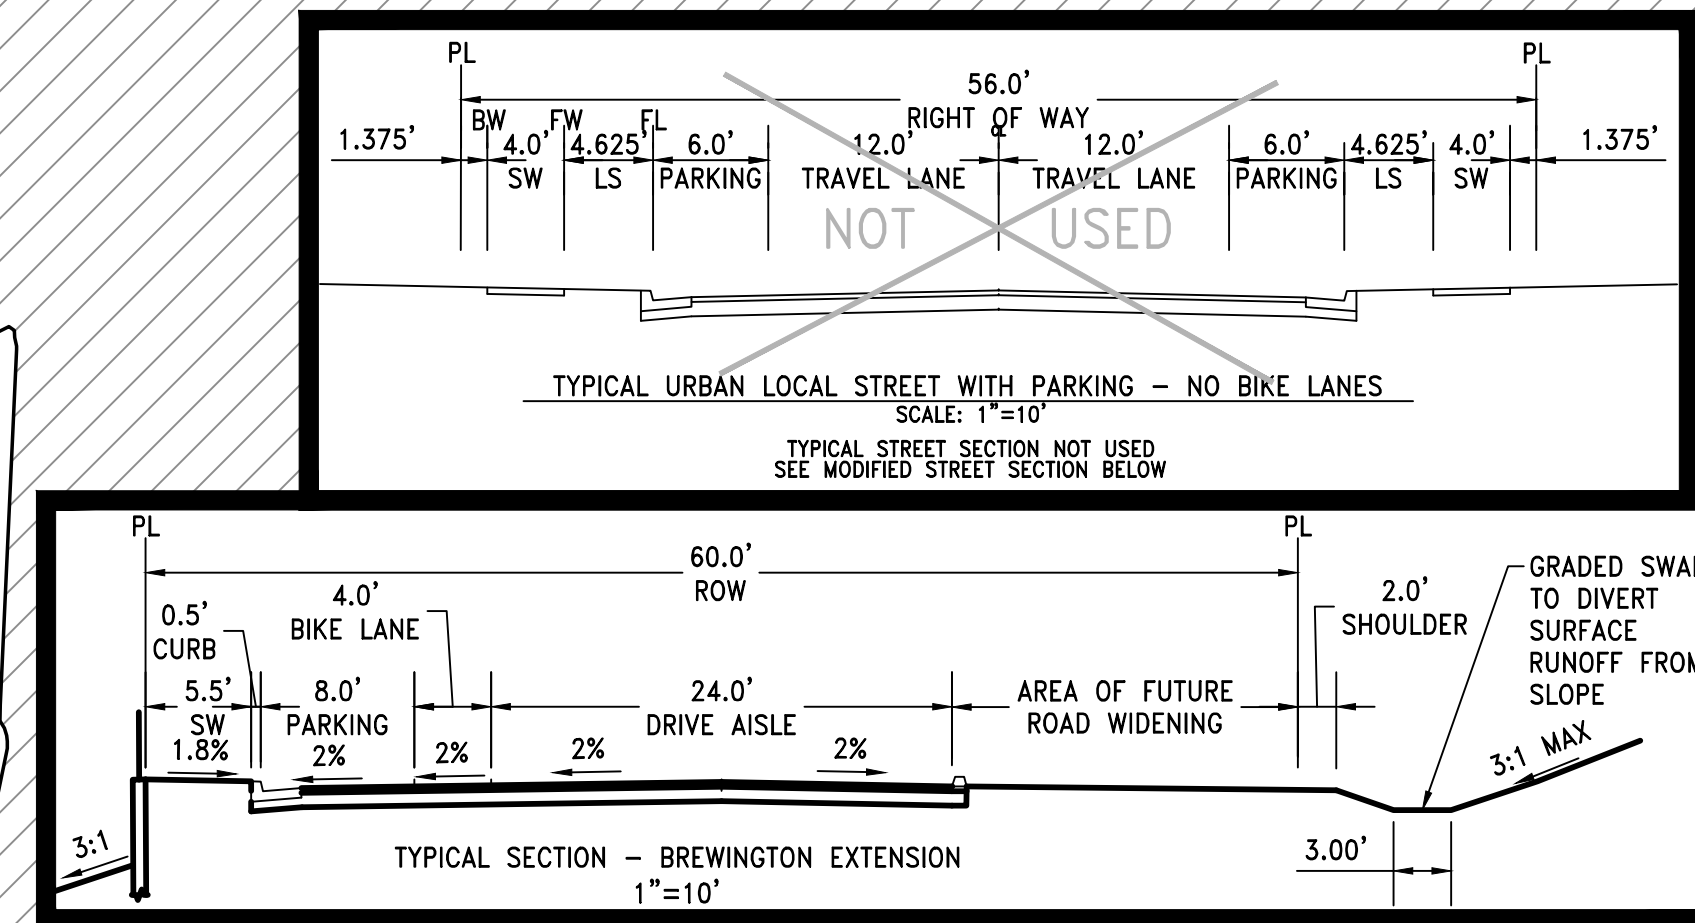 PL
PL
56.0'
RIGHT OF WAY
BW
FW
FL
1.375'
4.0'
4.625'
6.0'
12.0'
12.0'
6.0'
4.625'
4.0'
1.375'
SW
LS
PARKING
TRAVEL LANE
TRAVEL LANE
PARKING
LS
SW
NOT USED
TYPICAL URBAN LOCAL STREET WITH PARKING – NO BIKE LANES
SCALE: 1"=10'
TYPICAL STREET SECTION NOT USED
SEE MODIFIED STREET SECTION BELOW
PL
PL
60.0'
ROW
0.5'
CURB
4.0'
BIKE LANE
2.0'
SHOULDER
GRADED
TO DIVERT
SURFACE
RUNOFF FROM
SLOPE
5.5'
SW
1.8%
8.0'
PARKING
2%
2%
24.0'
DRIVE AISLE
2%
2%
AREA OF FUTURE
ROAD WIDENING
3:1 MAX
3:1
3.00'
TYPICAL SECTION – BREWINGTON EXTENSION
1"=10'